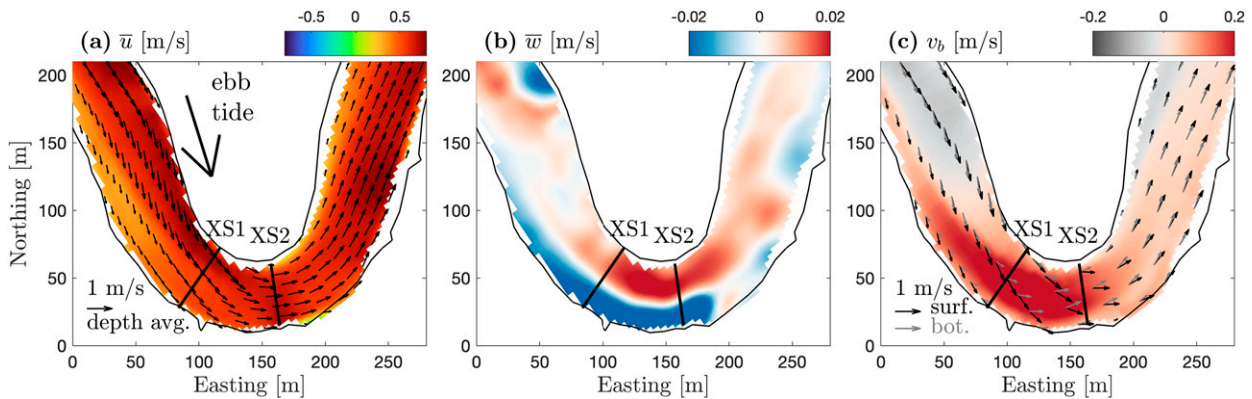 -0.5 0 0.5
(a) u̅ [m/s]
ebb
tide
XS1
XS2
1 m/s
depth avg.
Northing [m]
200
150
100
50
0
0 50 100 150 200 250
Easting [m]
-0.02 0 0.02
(b) w̅ [m/s]
XS1
XS2
200
150
100
50
0
0 50 100 150 200 250
Easting [m]
-0.2 0 0.2
(c) v_b [m/s]
XS1
XS2
1 m/s
surf.
bot.
200
150
100
50
0
0 50 100 150 200 250
Easting [m]